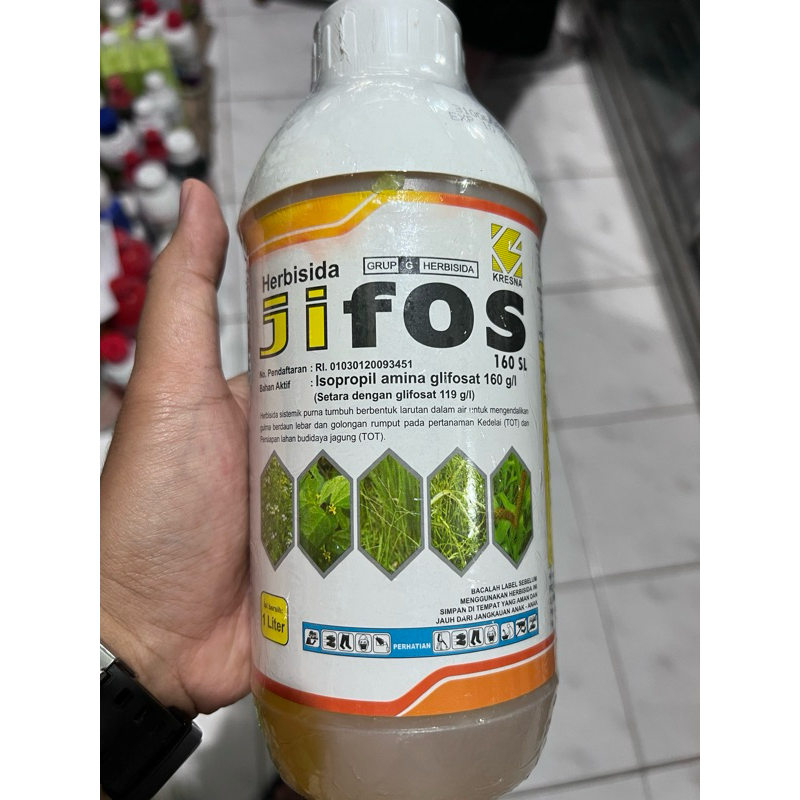 EXP
GRUP G HERBISIDA
KRESNA
Herbisida
jifos
160 SL
No. Pendaftaran : RI. 01030120093451
Bahan Aktif : Isopropil amina glifosat 160 g/l
(Setara dengan glifosat 119 g/l)
Herbisida sistemik purna tumbuh berbentuk larutan dalam air untuk mengendalikan
gulma berdaun lebar dan golongan rumput pada pertanaman Kedelai (TOT) dan
Persiapan lahan budidaya jagung (TOT).
BACALAH LABEL SEBELUM
MENGGUNAKAN HERBISIDA INI
SIMPAN DI TEMPAT YANG AMAN DAN
JAUH DARI JANGKAUAN ANAK - ANAK.
Isi bersih:
1 Liter
PERHATIAN